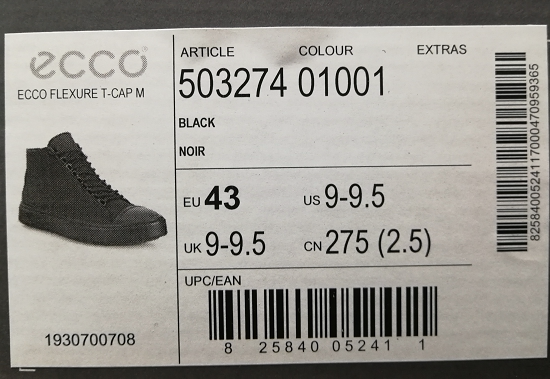 ecco
ECCO FLEXURE T-CAP M
1930700708
ARTICLE COLOUR EXTRAS
503274 01001
BLACK
NOIR
EU 43 US 9-9.5
UK 9-9.5 CN 275 (2.5)
UPC/EAN
8 25840 05241 1
82584005241117000470959365